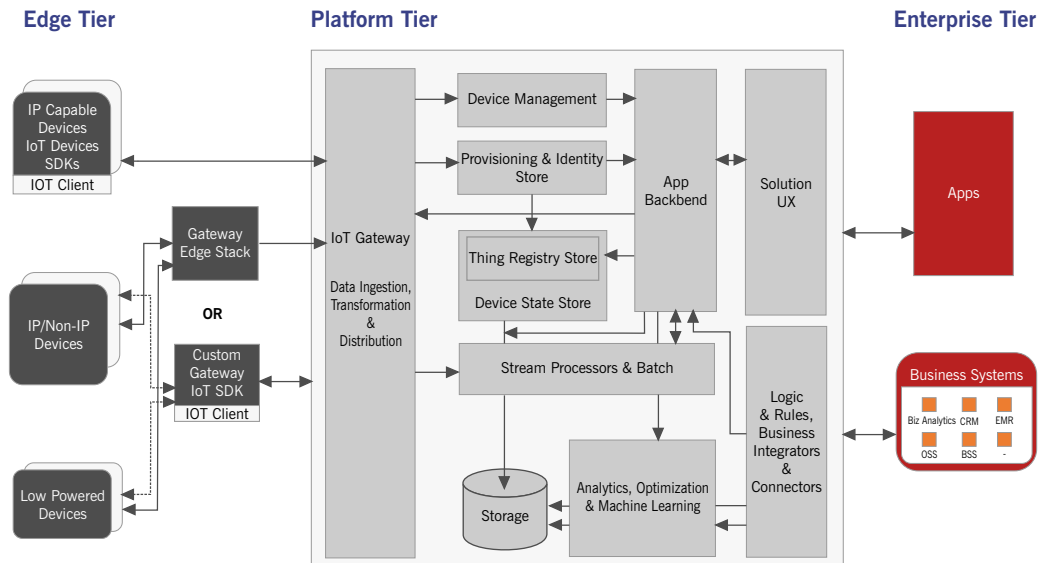 Edge Tier
Platform Tier
Enterprise Tier
IP Capable
Devices
IoT Devices
SDKs
IOT Client
Gateway
Edge Stack
IP/Non-IP
Devices
OR
Custom
Gateway
IoT SDK
IOT Client
Low Powered
Devices
IoT Gateway
Data Ingestion,
Transformation
&
Distribution
Device Management
Provisioning & Identity
Store
Thing Registry Store
Device State Store
Stream Processors & Batch
Storage
Analytics, Optimization
& Machine Learning
App
Backbend
Solution
UX
Logic
& Rules,
Business
Integrators
&
Connectors
Apps
Business Systems
Biz Analytics
CRM
EMR
OSS
BSS
-